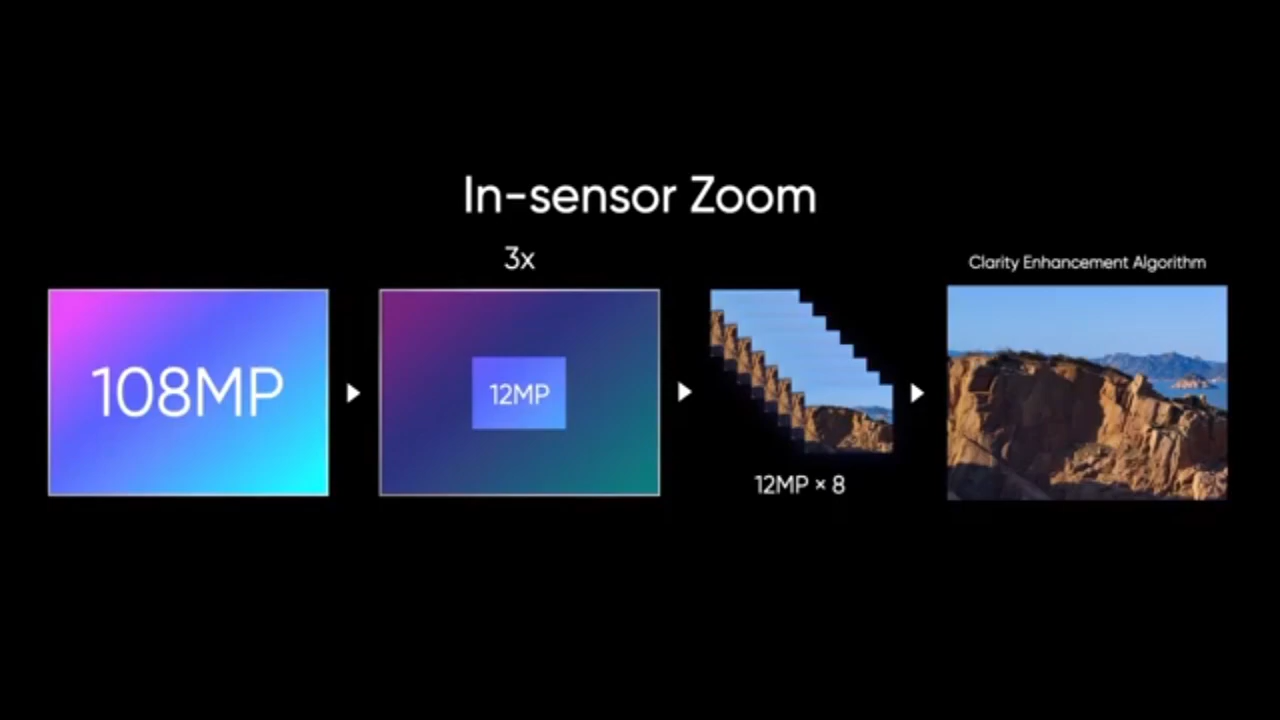 In-sensor Zoom
3x
Clarity Enhancement Algorithm
108MP
12MP
12MP × 8